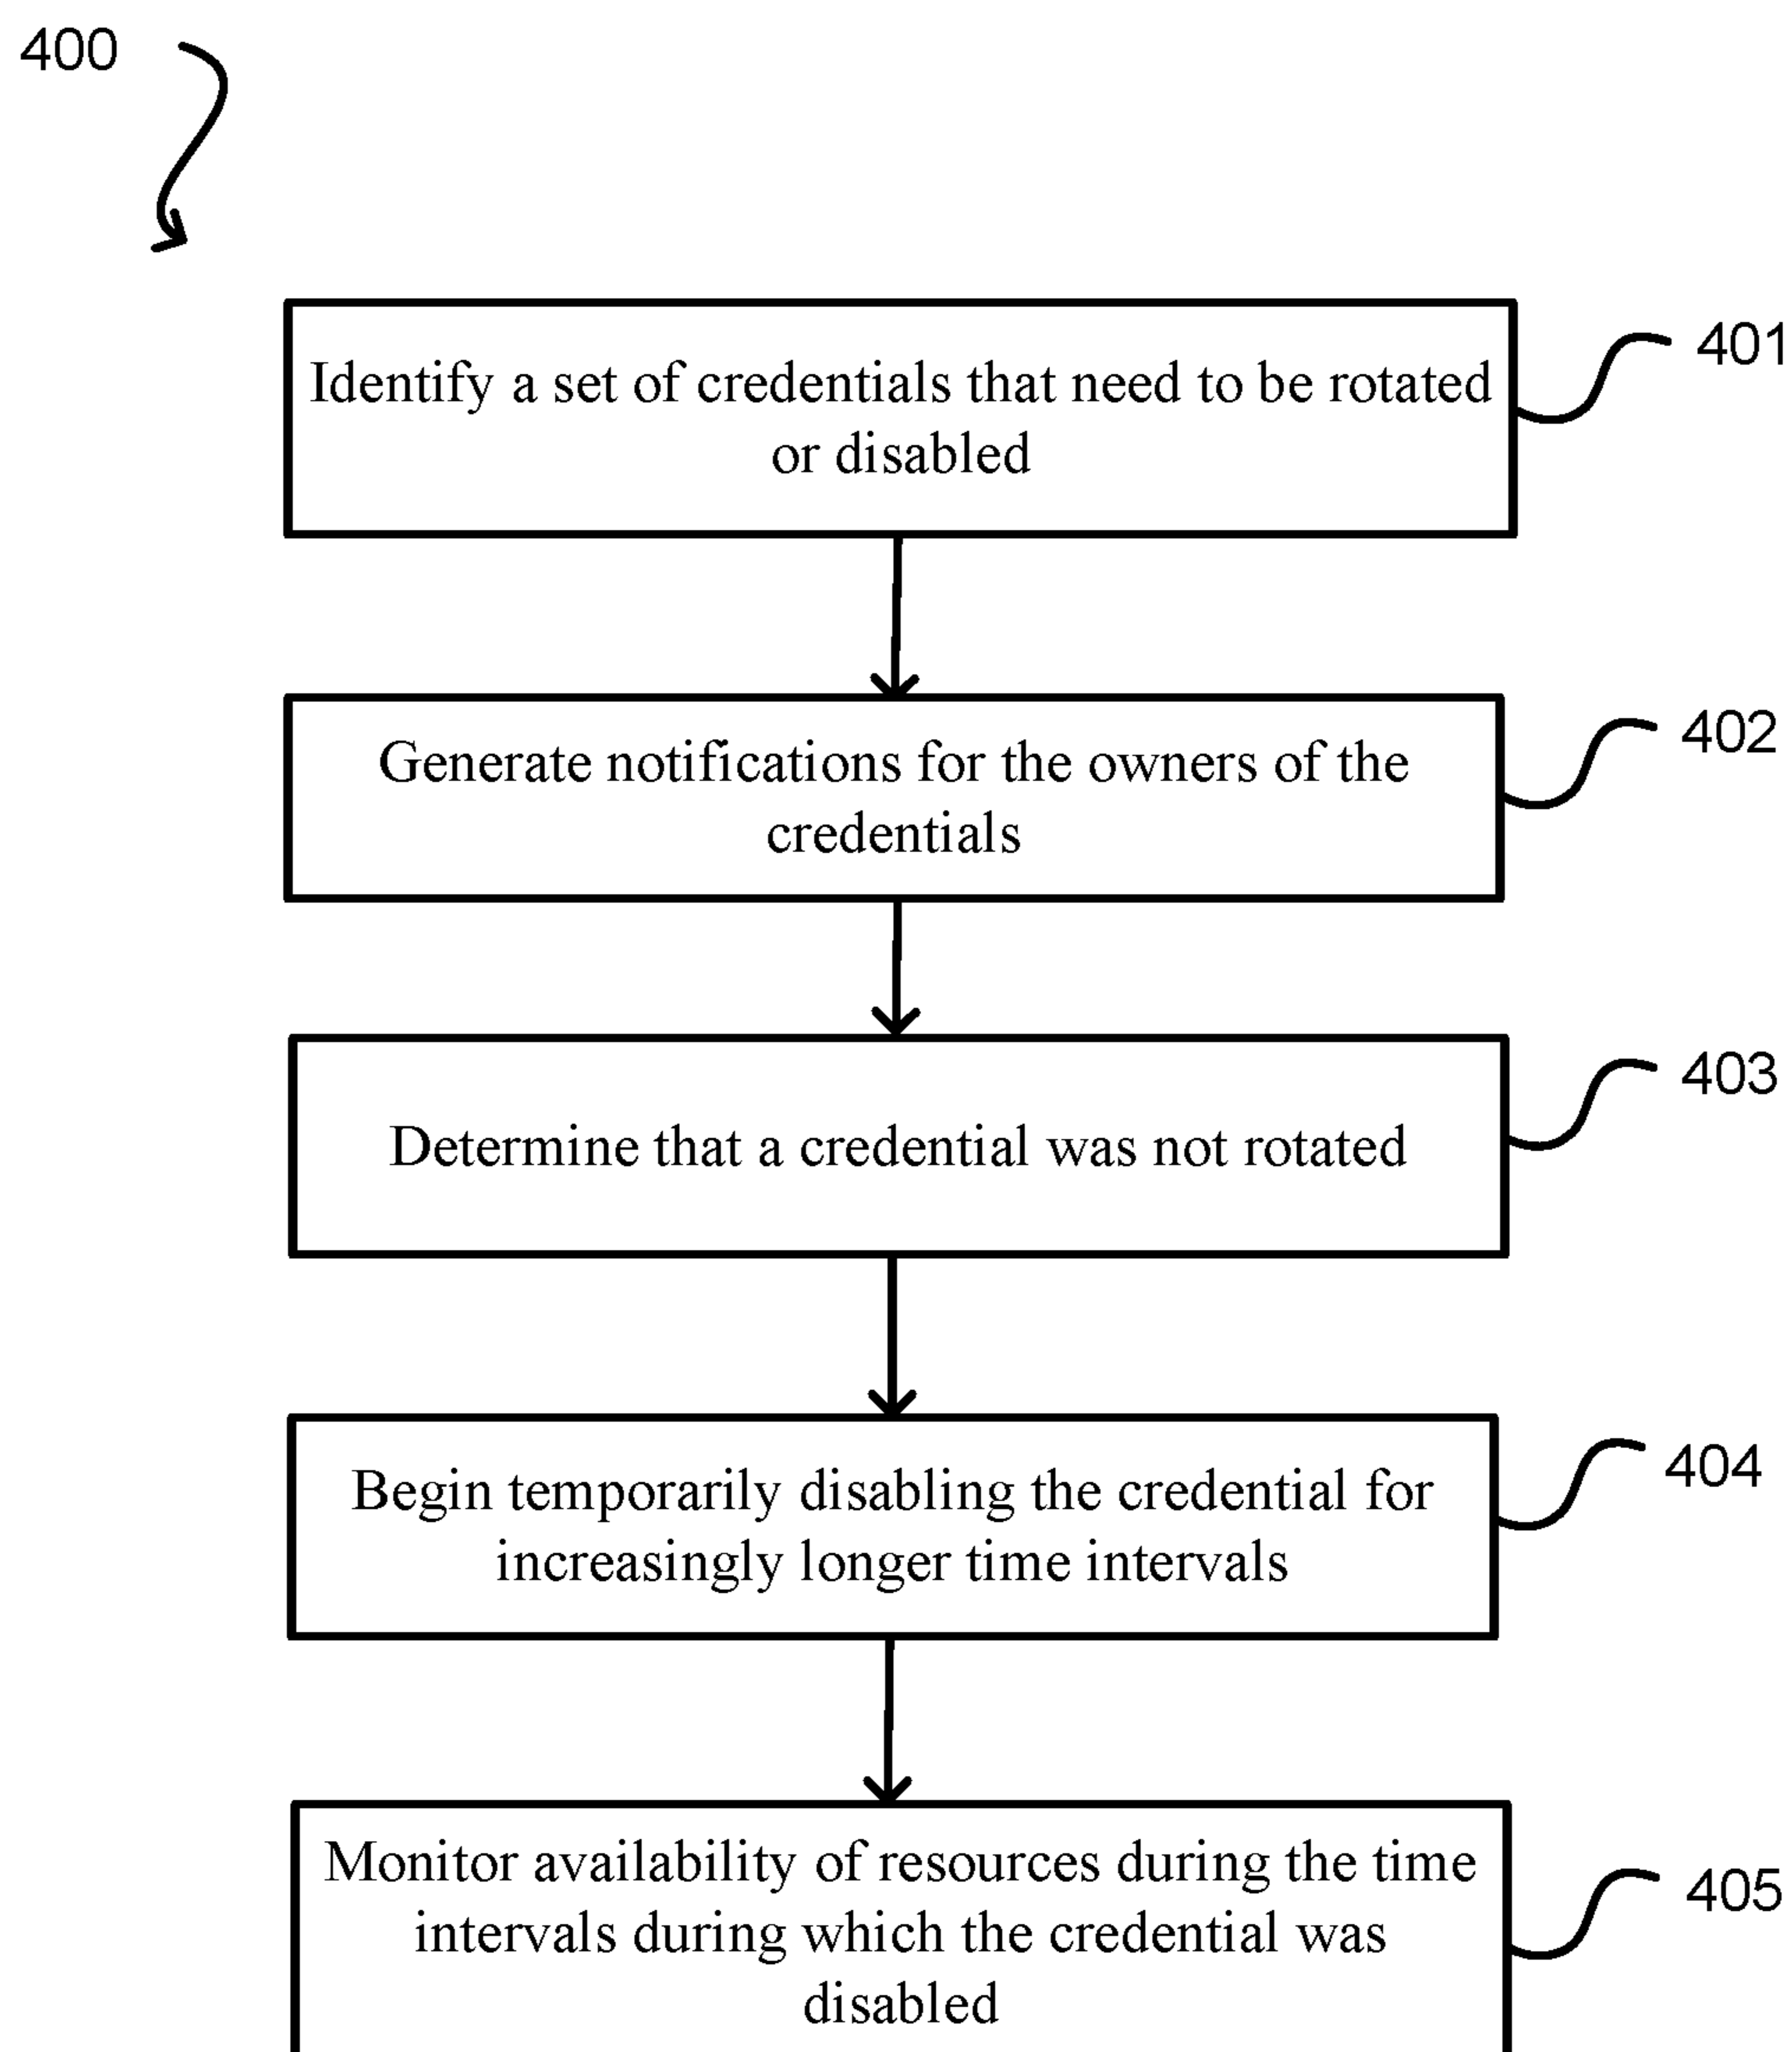 400
Identify a set of credentials that need to be rotated
or disabled
401
Generate notifications for the owners of the
credentials
402
Determine that a credential was not rotated
403
Begin temporarily disabling the credential for
increasingly longer time intervals
404
Monitor availability of resources during the time
intervals during which the credential was
disabled
405